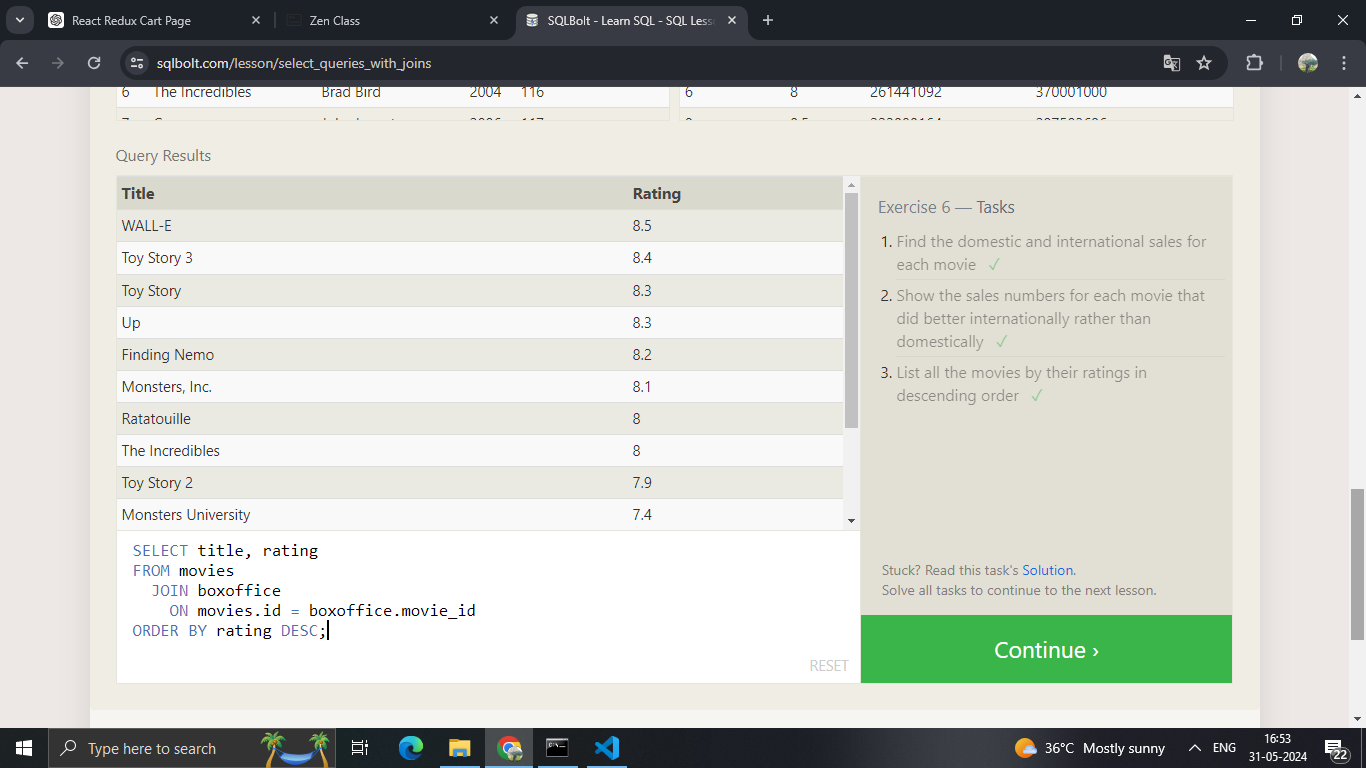 React Redux Cart Page
Zen Class
SQLBolt - Learn SQL - SQL Less
sqlbolt.com/lesson/select_queries_with_joins
6 The Incredibles Brad Bird 2004 116
6 8 261441092 370001000
Query Results
Title Rating
WALL-E 8.5
Toy Story 3 8.4
Toy Story 8.3
Up 8.3
Finding Nemo 8.2
Monsters, Inc. 8.1
Ratatouille 8
The Incredibles 8
Toy Story 2 7.9
Monsters University 7.4
SELECT title, rating
FROM movies
JOIN boxoffice
ON movies.id = boxoffice.movie_id
ORDER BY rating DESC;
RESET
Exercise 6 — Tasks
1. Find the domestic and international sales for
each movie ✓
2. Show the sales numbers for each movie that
did better internationally rather than
domestically ✓
3. List all the movies by their ratings in
descending order ✓
Stuck? Read this task's Solution.
Solve all tasks to continue to the next lesson.
Continue ›
Type here to search
36°C Mostly sunny
ENG
16:53
31-05-2024
22